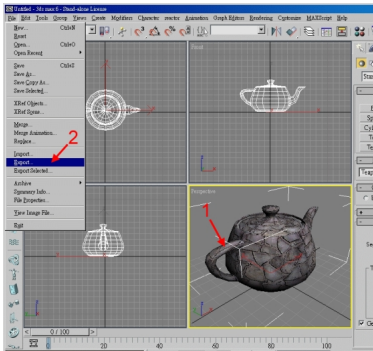 Untitled - 3ds max 6 - Stand-alone License
File Edit Tools Group Views Create Modifiers Character reactor Animation Graph Editors Rendering Customize MAXScript Help
New... Ctrl+N
Reset
Open... Ctrl+O
Open Recent
Save Ctrl+S
Save As...
Save Copy As...
Save Selected...
XRef Objects...
XRef Scene...
Merge...
Merge Animation...
Replace...
Import...
Export...
Export Selected...
Archive
Summary Info...
File Properties...
View Image File...
Exit
2
Front
Perspective
1
0 / 100
20
40
60
80
100